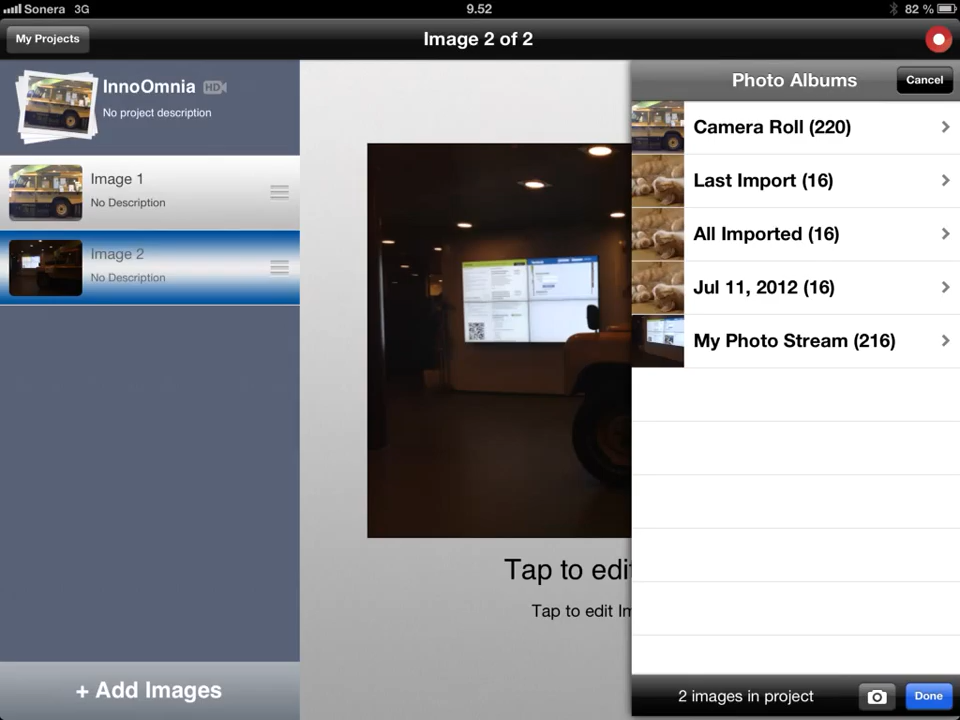 Sonera 3G
9.52
82 %
My Projects
Image 2 of 2
InnoOmnia HD
No project description
Image 1
No Description
Image 2
No Description
+ Add Images
Tap to edi
Tap to edit Im
Photo Albums
Cancel
Camera Roll (220)
Last Import (16)
All Imported (16)
Jul 11, 2012 (16)
My Photo Stream (216)
2 images in project
Done